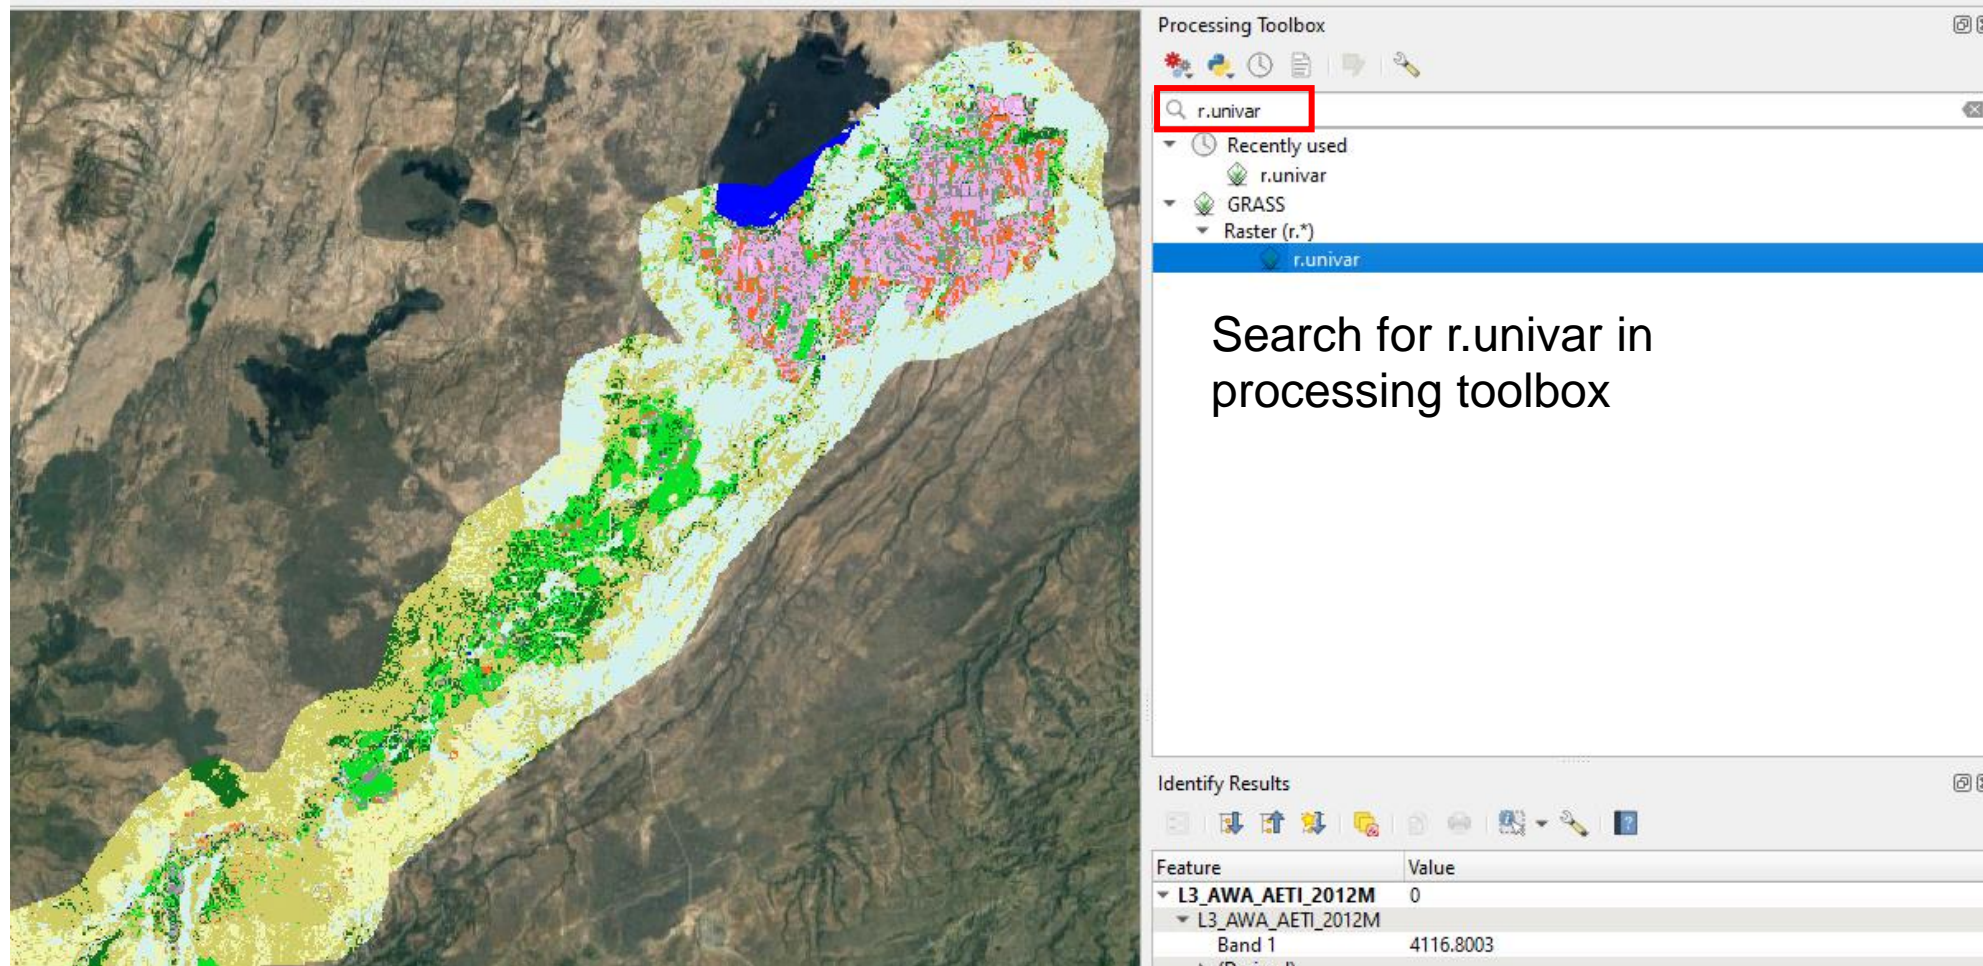 Processing Toolbox
r.univar
Recently used
r.univar
GRASS
Raster (r.*)
r.univar
Search for r.univar in
processing toolbox
Identify Results
Feature Value
L3_AWA_AETI_2012M 0
L3_AWA_AETI_2012M
Band 1 4116.8003